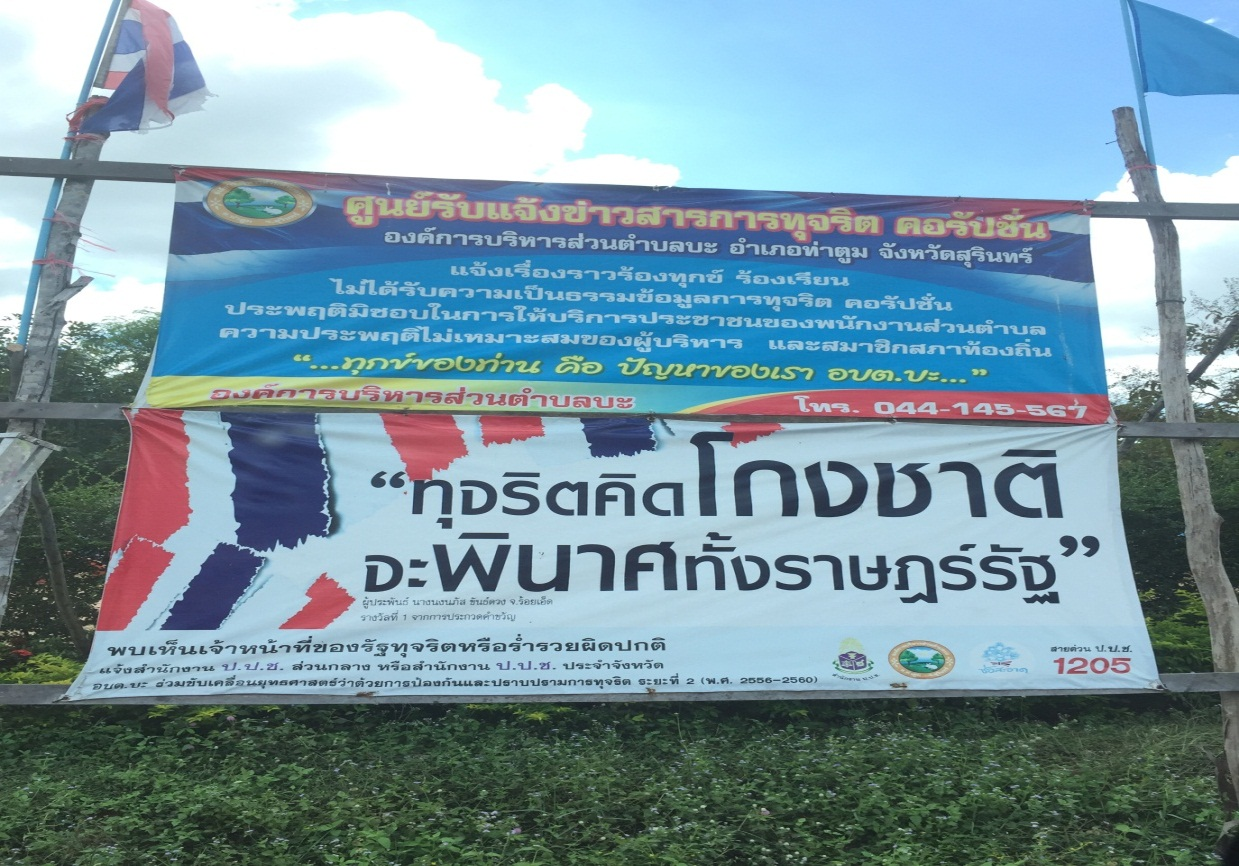 ศูนย์รับแจ้งข่าวสารการทุจริต คอรัปชั่น
องค์การบริหารส่วนตำบลบะ อำเภอท่าตูม จังหวัดสุรินทร์
แจ้งเรื่องราวร้องทุกข์ ร้องเรียน
ไม่ได้รับความเป็นธรรมข้อมูลการทุจริต คอรัปชั่น
ประพฤติมิชอบในการให้บริการประชาชนของพนักงานส่วนตำบล
ความประพฤติไม่เหมาะสมของผู้บริหาร และสมาชิกสภาท้องถิ่น
“...ทุกข์ของท่าน คือ ปัญหาของเรา อบต.บะ...”
องค์การบริหารส่วนตำบลบะ
โทร. 044-145-567
“ทุจริตคิดโกงชาติ
จะพินาศทั้งราษฎร์รัฐ”
ผู้ประพันธ์ นางนงนภัส ขันธ์ดวง จ.ร้อยเอ็ด
รางวัลที่ 1 จากการประกวดคำขวัญ
พบเห็นเจ้าหน้าที่ของรัฐทุจริตหรือร่ำรวยผิดปกติ
แจ้งสำนักงาน ป.ป.ช. ส่วนกลาง หรือสำนักงาน ป.ป.ช. ประจำจังหวัด
อบต.บะ ร่วมขับเคลื่อนยุทธศาสตร์ว่าด้วยการป้องกันและปราบปรามการทุจริต ระยะที่ 2 (พ.ศ. 2556-2560)
สำนักงาน ป.ป.ช.
สายด่วน ป.ป.ช.
1205